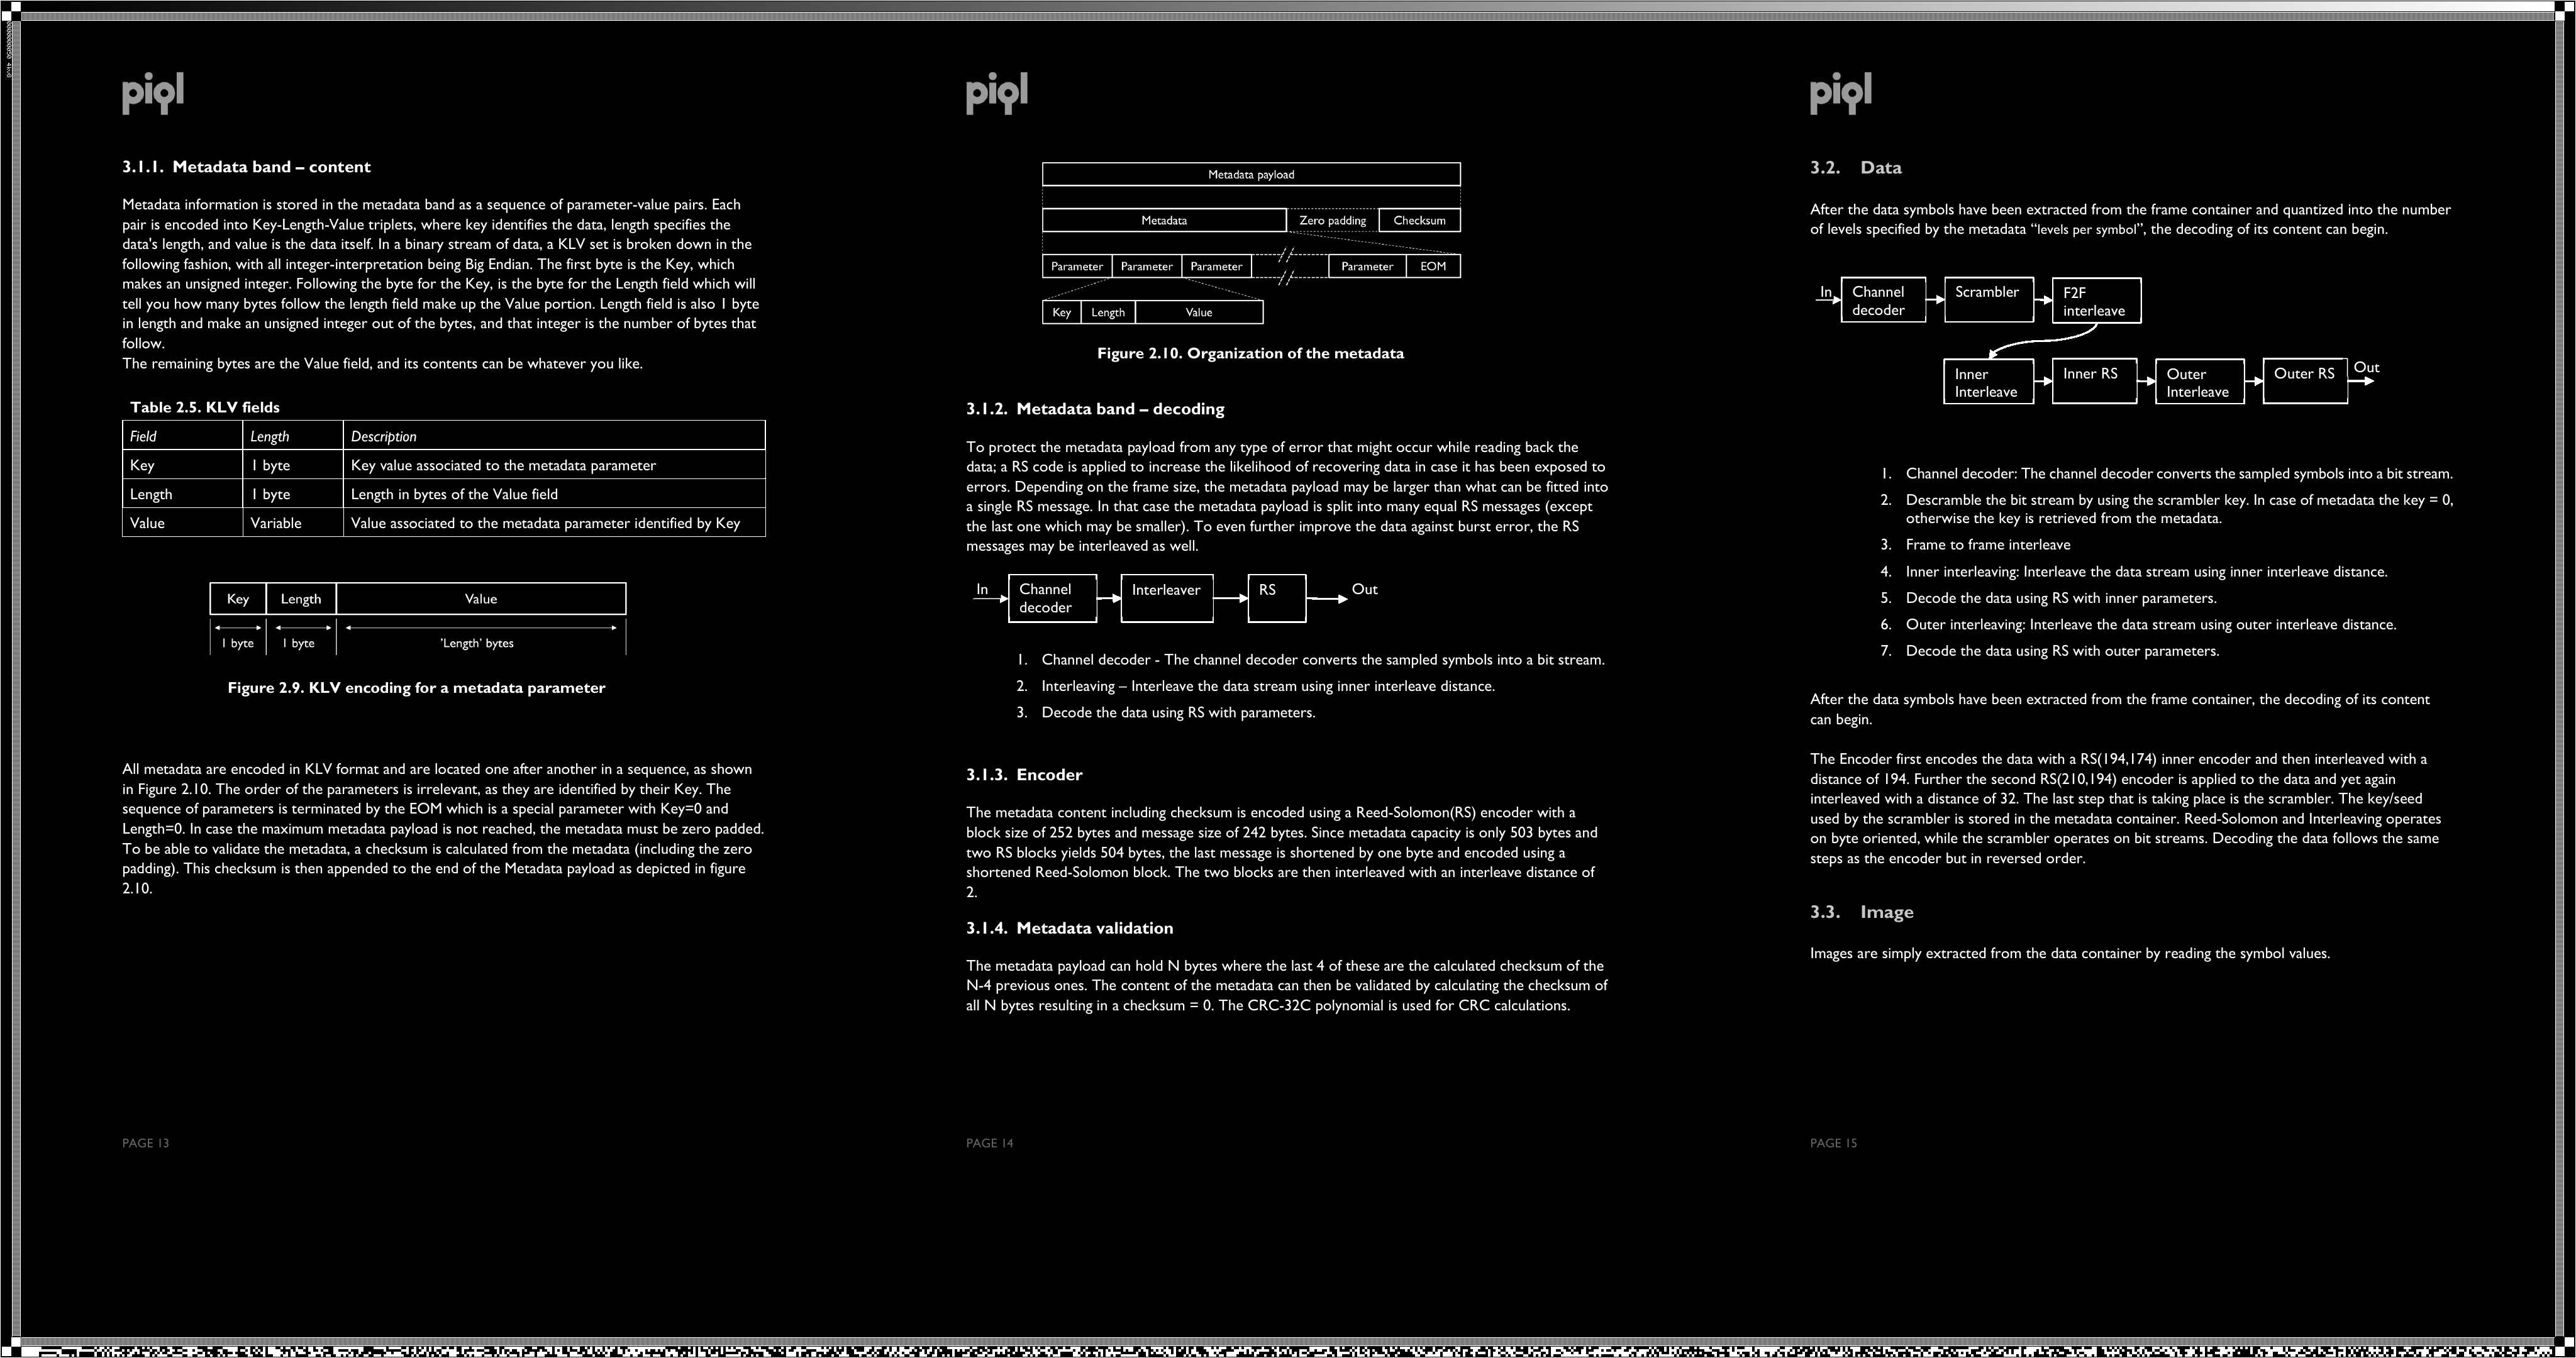 piql
3.1.1. Metadata band – content
Metadata information is stored in the metadata band as a sequence of parameter-value pairs. Each
pair is encoded into Key-Length-Value triplets, where key identifies the data, length specifies the
data's length, and value is the data itself. In a binary stream of data, a KLV set is broken down in the
following fashion, with all integer-interpretation being Big Endian. The first byte is the Key, which
makes an unsigned integer. Following the byte for the Key, is the byte for the Length field which will
tell you how many bytes follow the length field make up the Value portion. Length field is also 1 byte
in length and make an unsigned integer out of the bytes, and that integer is the number of bytes that
follow.
The remaining bytes are the Value field, and its contents can be whatever you like.
Table 2.5. KLV fields
Field Length Description
Key 1 byte Key value associated to the metadata parameter
Length 1 byte Length in bytes of the Value field
Value Variable Value associated to the metadata parameter identified by Key
Key Length Value
1 byte 1 byte 'Length' bytes
Figure 2.9. KLV encoding for a metadata parameter
All metadata are encoded in KLV format and are located one after another in a sequence, as shown
in Figure 2.10. The order of the parameters is irrelevant, as they are identified by their Key. The
sequence of parameters is terminated by the EOM which is a special parameter with Key=0 and
Length=0. In case the maximum metadata payload is not reached, the metadata must be zero padded.
To be able to validate the metadata, a checksum is calculated from the metadata (including the zero
padding). This checksum is then appended to the end of the Metadata payload as depicted in figure
2.10.
PAGE 13
piql
Metadata payload
Metadata Zero padding Checksum
Parameter Parameter Parameter Parameter EOM
Key Length Value
Figure 2.10. Organization of the metadata
3.1.2. Metadata band – decoding
To protect the metadata payload from any type of error that might occur while reading back the
data; a RS code is applied to increase the likelihood of recovering data in case it has been exposed to
errors. Depending on the frame size, the metadata payload may be larger than what can be fitted into
a single RS message. In that case the metadata payload is split into many equal RS messages (except
the last one which may be smaller). To even further improve the data against burst error, the RS
messages may be interleaved as well.
In Channel decoder Interleaver RS Out
1. Channel decoder - The channel decoder converts the sampled symbols into a bit stream.
2. Interleaving – Interleave the data stream using inner interleave distance.
3. Decode the data using RS with parameters.
3.1.3. Encoder
The metadata content including checksum is encoded using a Reed-Solomon(RS) encoder with a
block size of 252 bytes and message size of 242 bytes. Since metadata capacity is only 503 bytes and
two RS blocks yields 504 bytes, the last message is shortened by one byte and encoded using a
shortened Reed-Solomon block. The two blocks are then interleaved with an interleave distance of
2.
3.1.4. Metadata validation
The metadata payload can hold N bytes where the last 4 of these are the calculated checksum of the
N-4 previous ones. The content of the metadata can then be validated by calculating the checksum of
all N bytes resulting in a checksum = 0. The CRC-32C polynomial is used for CRC calculations.
PAGE 14
piql
3.2. Data
After the data symbols have been extracted from the frame container and quantized into the number
of levels specified by the metadata “levels per symbol”, the decoding of its content can begin.
In Channel decoder Scrambler F2F interleave
Inner Interleave Inner RS Outer Interleave Outer RS Out
1. Channel decoder: The channel decoder converts the sampled symbols into a bit stream.
2. Descramble the bit stream by using the scrambler key. In case of metadata the key = 0,
otherwise the key is retrieved from the metadata.
3. Frame to frame interleave
4. Inner interleaving: Interleave the data stream using inner interleave distance.
5. Decode the data using RS with inner parameters.
6. Outer interleaving: Interleave the data stream using outer interleave distance.
7. Decode the data using RS with outer parameters.
After the data symbols have been extracted from the frame container, the decoding of its content
can begin.
The Encoder first encodes the data with a RS(194,174) inner encoder and then interleaved with a
distance of 194. Further the second RS(210,194) encoder is applied to the data and yet again
interleaved with a distance of 32. The last step that is taking place is the scrambler. The key/seed
used by the scrambler is stored in the metadata container. Reed-Solomon and Interleaving operates
on byte oriented, while the scrambler operates on bit streams. Decoding the data follows the same
steps as the encoder but in reversed order.
3.3. Image
Images are simply extracted from the data container by reading the symbol values.
PAGE 15